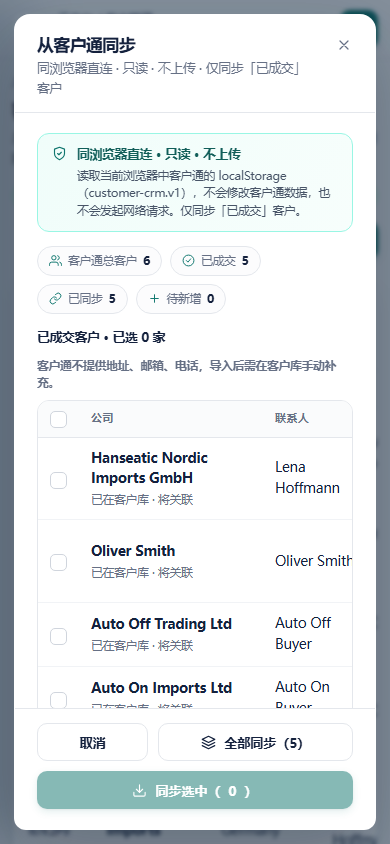 从客户通同步
同浏览器直连 · 只读 · 不上传 · 仅同步「已成交」
客户
同浏览器直连 • 只读 • 不上传
读取当前浏览器中客户通的 localStorage
（customer-crm.v1），不会修改客户通数据，也
不会发起网络请求。仅同步「已成交」客户。
客户通总客户 6
已成交 5
已同步 5
待新增 0
已成交客户 • 已选 0 家
客户通不提供地址、邮箱、电话，导入后需在客户库手动补
充。
公司 联系人
Hanseatic Nordic
Imports GmbH
已在客户库 · 将关联
Lena
Hoffmann
Oliver Smith
已在客户库 · 将关联
Oliver Smith
Auto Off Trading Ltd
已在客户库 · 将关联
Auto Off
Buyer
Auto On Imports Ltd
已在客户库 · 将关联
Auto On
Buyer
取消
全部同步（5）
同步选中（ 0 ）